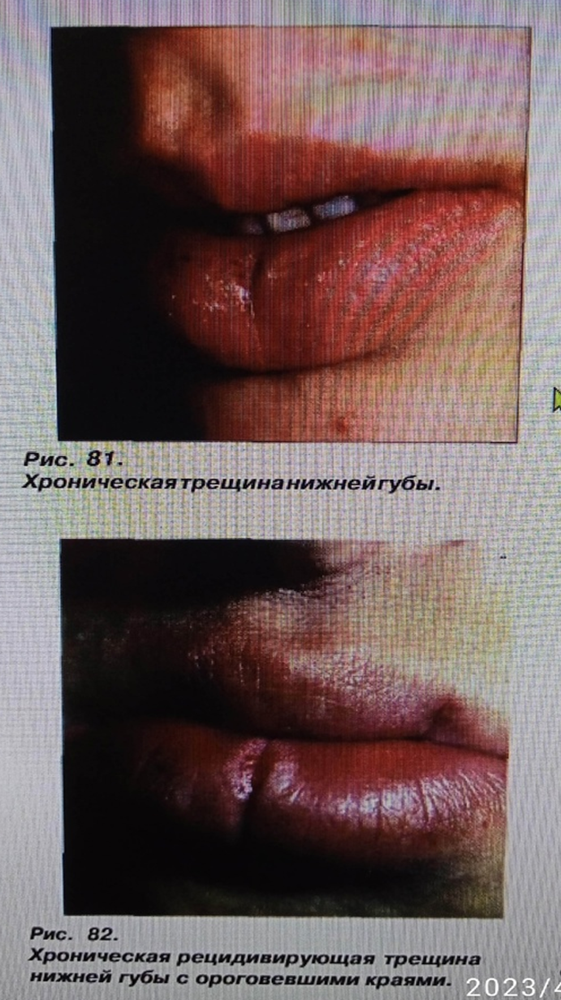 Рис. 81.
Хроническаятрещинанижнейгубы.
Рис. 82.
Хроническая рецидивирующая трещина
нижней губы с ороговевшими краями.
2023/4